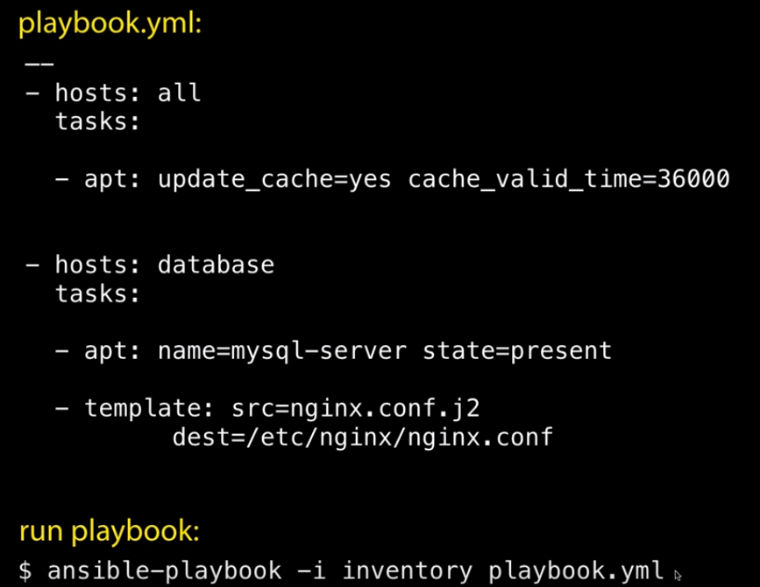 playbook.yml:
––
- hosts: all
  tasks:
  - apt: update_cache=yes cache_valid_time=36000
- hosts: database
  tasks:
  - apt: name=mysql-server state=present
  - template: src=nginx.conf.j2
          dest=/etc/nginx/nginx.conf
run playbook:
$ ansible-playbook -i inventory playbook.yml